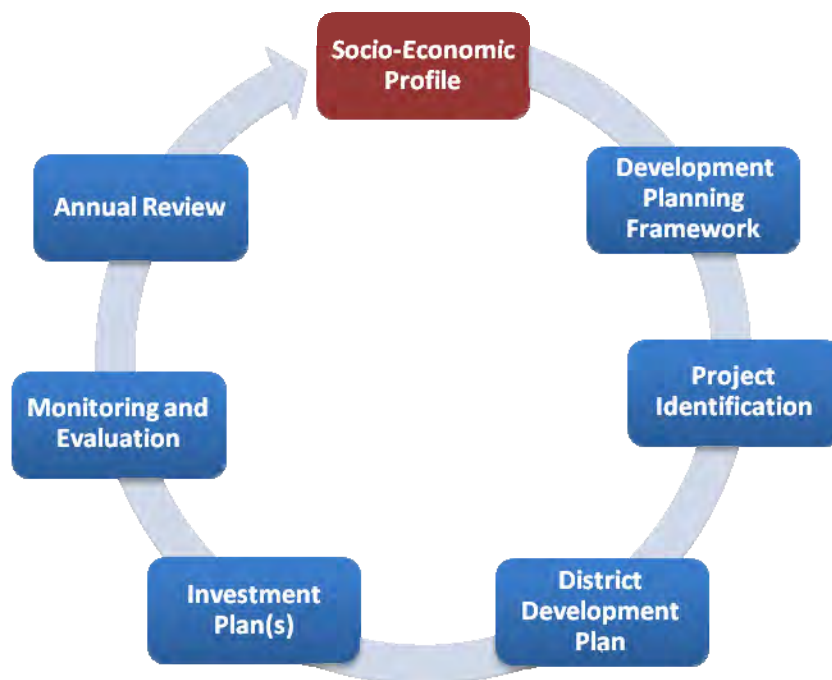 Socio-Economic
Profile
Development
Planning
Framework
Project
Identification
District
Development
Plan
Investment
Plan(s)
Monitoring and
Evaluation
Annual Review